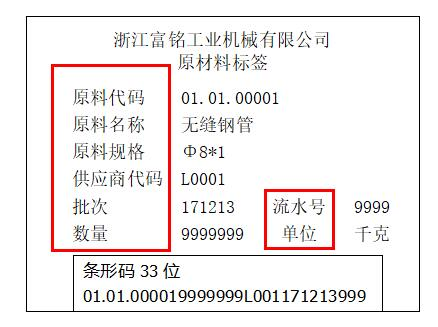 浙江富铭工业机械有限公司
原材料标签
原料代码 01.01.00001
原料名称 无缝钢管
原料规格 Φ8*1
供应商代码 L0001
批次 171213 流水号 9999
数量 9999999 单位 千克
条形码 33 位
01.01.000019999999L001171213999